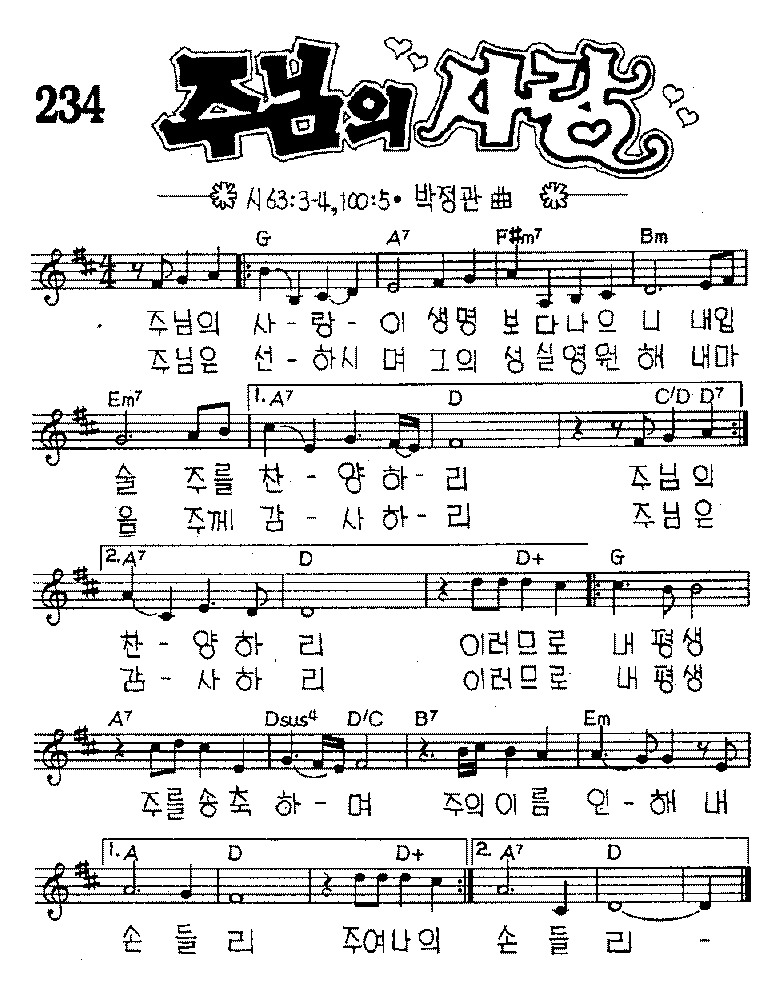 234
주님의 사랑
시 63:3-4, 100:5 • 박정관 曲
G A7 F#m7 Bm
주님의 사 - 랑 - 이 생명 보다나으 니 내입
주님은 선 - 하시 며 그의 성실영원 해 내마
Em7 1. A7 D C/D D7
술 주를 찬 - 양하 - 리 주님의
음 주께 감 - 사하 - 리 주님은
2. A7 D D+ G
찬 - 양하 리 이러므로 내평생
감 - 사하 리 이러므로 내평생
A7 Dsus4 D/C B7 Em
주를송축 하 - 며 주의이름 인 - 해 내
1. A D D+ 2. A7 D
손 들 리 주여나의 손 들 리 -